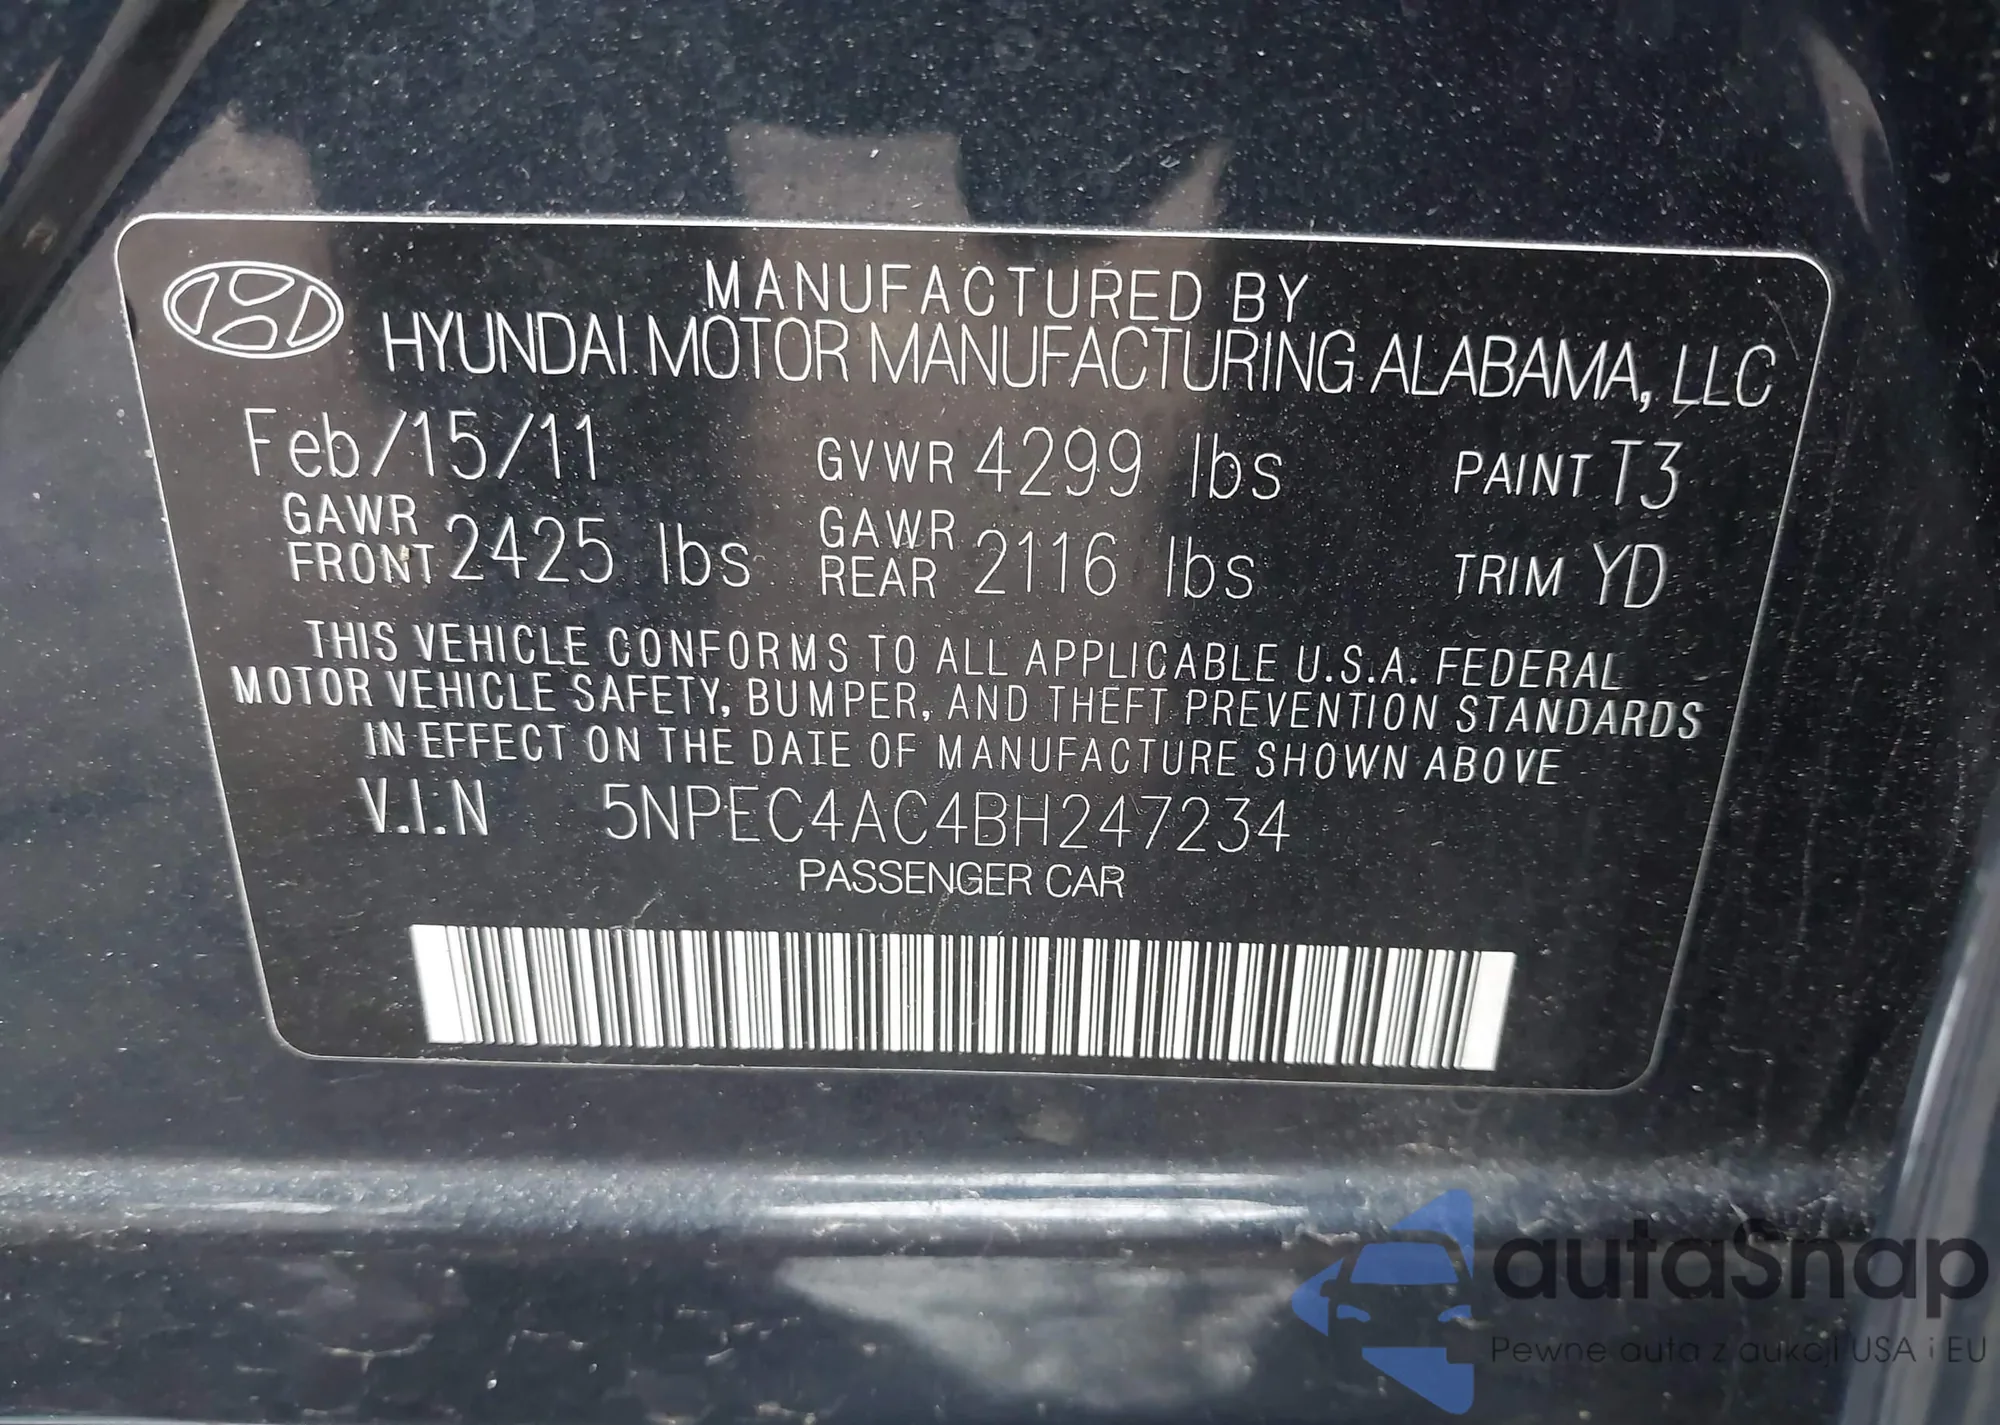 MANUFACTURED BY
HYUNDAI MOTOR MANUFACTURING ALABAMA, LLC
Feb/15/11 GVWR 4299 lbs PAINT T3
GAWR FRONT 2425 lbs GAWR REAR 2116 lbs TRIM YD
THIS VEHICLE CONFORMS TO ALL APPLICABLE U.S.A. FEDERAL
MOTOR VEHICLE SAFETY, BUMPER, AND THEFT PREVENTION STANDARDS
IN EFFECT ON THE DATE OF MANUFACTURE SHOWN ABOVE
V.I.N 5NPEC4AC4BH247234
PASSENGER CAR
autaSnap
Pewne auta z aukcji USA i EU